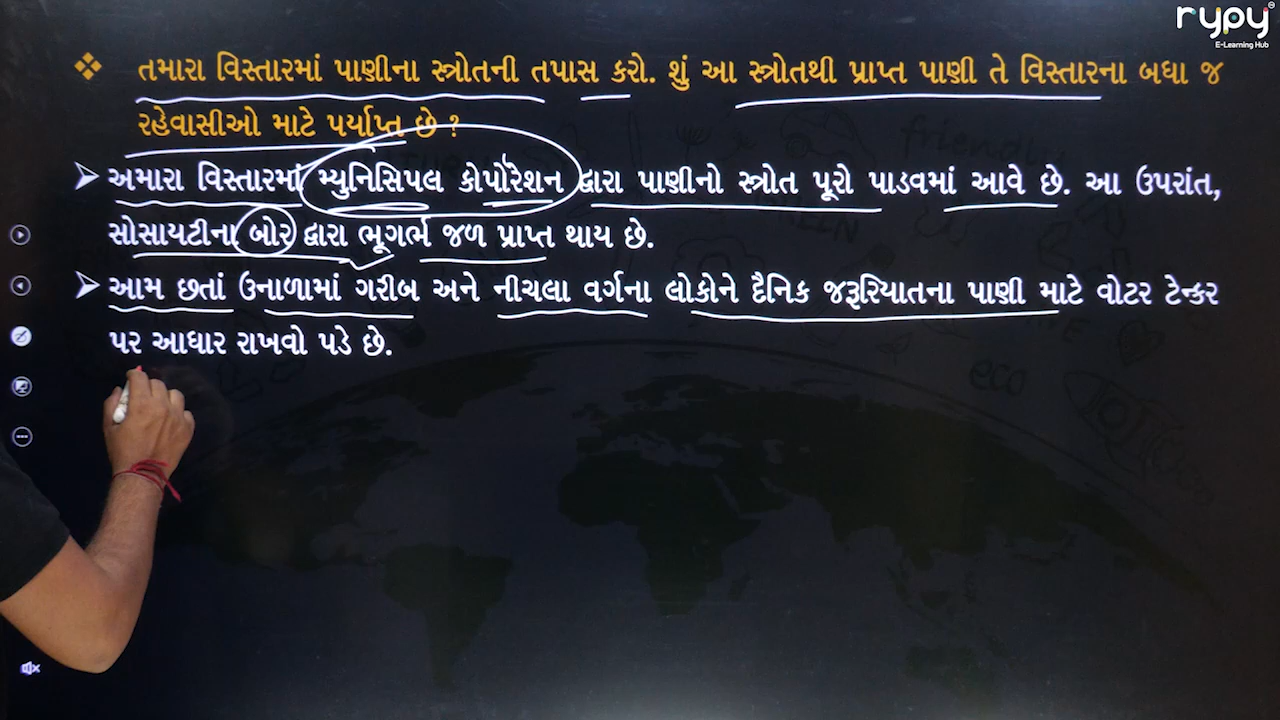 rypy
E-Learning Hub
તમારા વિસ્તારમાં પાણીના સ્ત્રોતની તપાસ કરો. શું આ સ્ત્રોતથી પ્રાપ્ત પાણી તે વિસ્તારના બધા જ
રહેવાસીઓ માટે પર્યાપ્ત છે ?
અમારા વિસ્તારમાં મ્યુનિસિપલ કોર્પોરેશન દ્વારા પાણીનો સ્ત્રોત પૂરો પાડવમાં આવે છે. આ ઉપરાંત,
સોસાયટીના બોર દ્વારા ભૂગર્ભ જળ પ્રાપ્ત થાય છે.
આમ છતાં ઉનાળામાં ગરીબ અને નીચલા વર્ગના લોકોને દૈનિક જરૂરિયાતના પાણી માટે વોટર ટેન્કર
પર આધાર રાખવો પડે છે.
friendly
eco